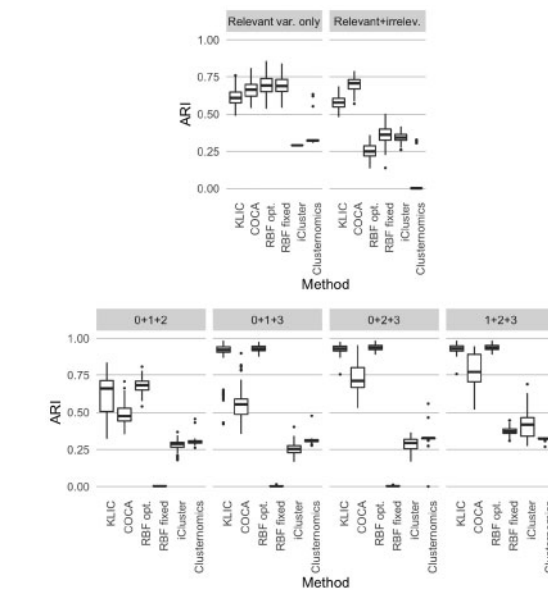 Relevant var. only Relevant+irrelev.
1.00
0.75
0.50
0.25
0.00
ARI
KLIC
COCA
RBF opt.
RBF fixed
iCluster
Clusternomics
KLIC
COCA
RBF opt.
RBF fixed
iCluster
Clusternomics
Method
0+1+2 0+1+3 0+2+3 1+2+3
1.00
0.75
0.50
0.25
0.00
ARI
KLIC
COCA
RBF opt.
RBF fixed
iCluster
Clusternomics
KLIC
COCA
RBF opt.
RBF fixed
iCluster
Clusternomics
KLIC
COCA
RBF opt.
RBF fixed
iCluster
Clusternomics
KLIC
COCA
RBF opt.
RBF fixed
iCluster
Method